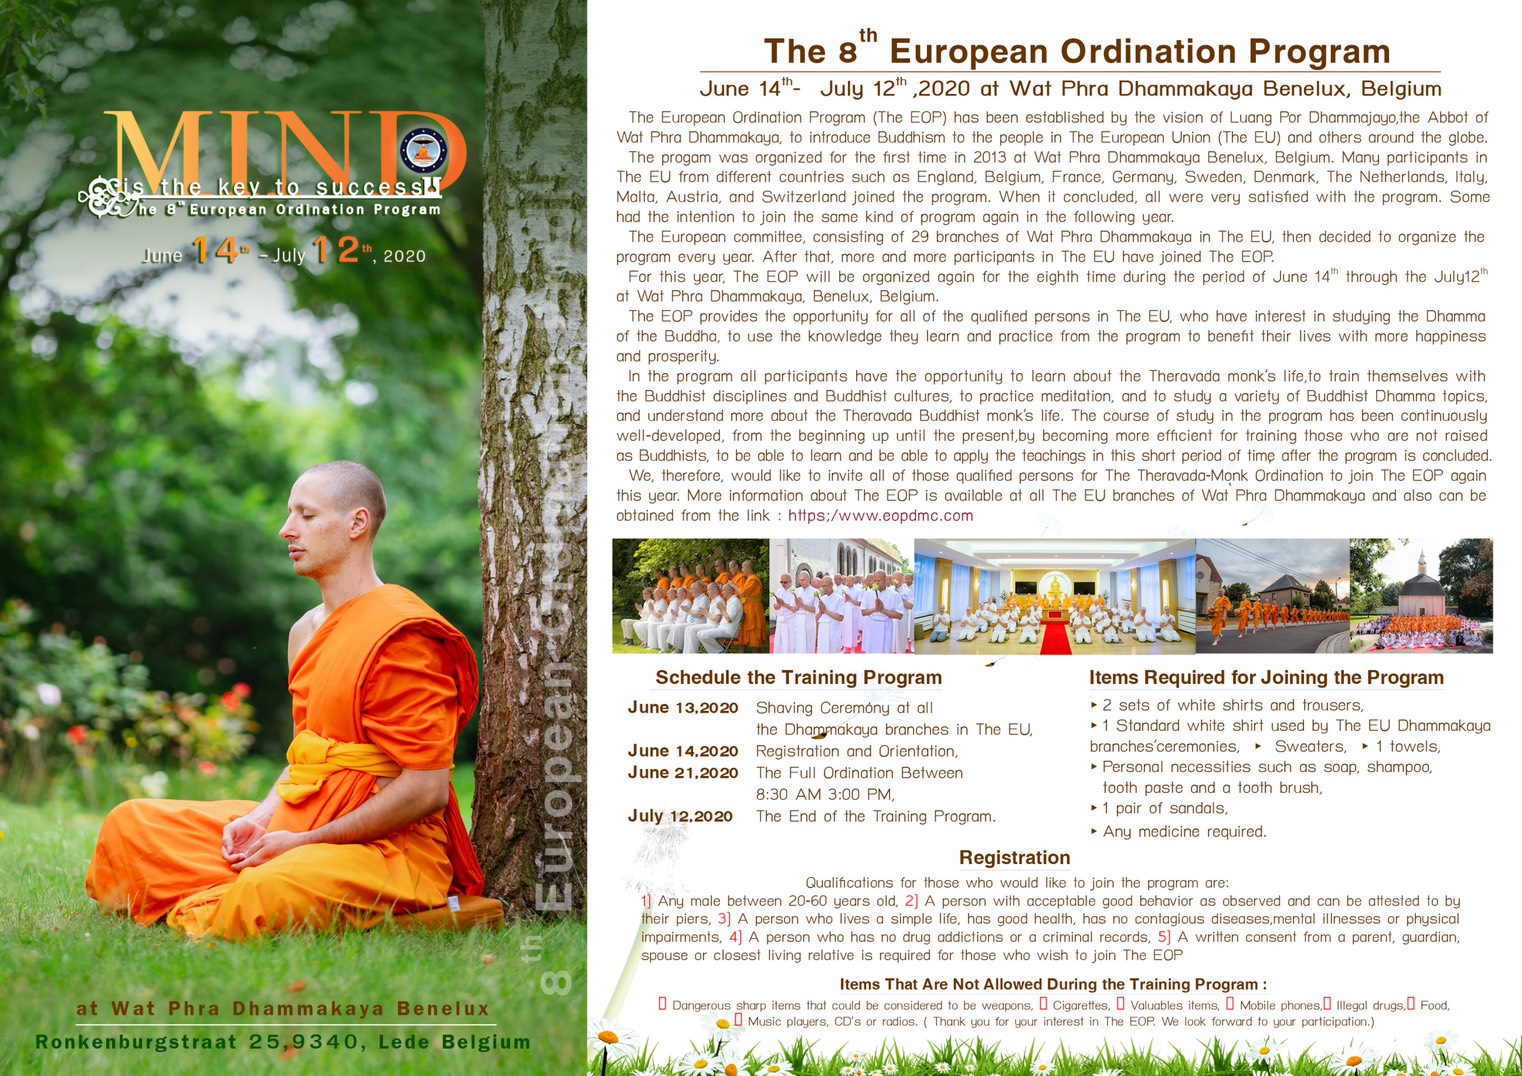 MIND
is the key to success
The 8th European Ordination Program
June 14th - July 12th, 2020
8th European Ordination
at Wat Phra Dhammakaya Benelux
Ronkenburgstraat 25,9340, Lede Belgium
The 8th European Ordination Program
June 14th- July 12th ,2020 at Wat Phra Dhammakaya Benelux, Belgium
The European Ordination Program (The EOP) has been established by the vision of Luang Por Dhammajayo,the Abbot of
Wat Phra Dhammakaya, to introduce Buddhism to the people in The European Union (The EU) and others around the globe.
The progam was organized for the first time in 2013 at Wat Phra Dhammakaya Benelux, Belgium. Many participants in
The EU from different countries such as England, Belgium, France, Germany, Sweden, Denmark, The Netherlands, Italy,
Malta, Austria, and Switzerland joined the program. When it concluded, all were very satisfied with the program. Some
had the intention to join the same kind of program again in the following year.
The European committee, consisting of 29 branches of Wat Phra Dhammakaya in The EU, then decided to organize the
program every year. After that, more and more participants in The EU have joined The EOP.
For this year, The EOP will be organized again for the eighth time during the period of June 14th through the July12th
at Wat Phra Dhammakaya, Benelux, Belgium.
The EOP provides the opportunity for all of the qualified persons in The EU, who have interest in studying the Dhamma
of the Buddha, to use the knowledge they learn and practice from the program to benefit their lives with more happiness
and prosperity.
In the program all participants have the opportunity to learn about the Theravada monk's life,to train themselves with
the Buddhist disciplines and Buddhist cultures, to practice meditation, and to study a variety of Buddhist Dhamma topics,
and understand more about the Theravada Buddhist monk's life. The course of study in the program has been continuously
well-developed, from the beginning up until the present,by becoming more efficient for training those who are not raised
as Buddhists, to be able to learn and be able to apply the teachings in this short period of time after the program is concluded.
We, therefore, would like to invite all of those qualified persons for The Theravada-Monk Ordination to join The EOP again
this year. More information about The EOP is available at all The EU branches of Wat Phra Dhammakaya and also can be
obtained from the link : https;/www.eopdmc.com
Schedule the Training Program
June 13,2020 Shaving Ceremony at all
the Dhammakaya branches in The EU,
June 14,2020 Registration and Orientation,
June 21,2020 The Full Ordination Between
8:30 AM 3:00 PM,
July 12,2020 The End of the Training Program.
Items Required for Joining the Program
‣ 2 sets of white shirts and trousers,
‣ 1 Standard white shirt used by The EU Dhammakaya
branches'ceremonies, ‣ Sweaters, ‣ 1 towels,
‣ Personal necessities such as soap, shampoo,
tooth paste and a tooth brush,
‣ 1 pair of sandals,
‣ Any medicine required.
Registration
Qualifications for those who would like to join the program are:
1] Any male between 20-60 years old, 2] A person with acceptable good behavior as observed and can be attested to by
their piers, 3] A person who lives a simple life, has good health, has no contagious diseases,mental illnesses or physical
impairments, 4] A person who has no drug addictions or a criminal records, 5] A written consent from a parent, guardian,
spouse or closest living relative is required for those who wish to join The EOP
Items That Are Not Allowed During the Training Program :
Dangerous sharp items that could be considered to be weapons, Cigarettes, Valuables items, Mobile phones, Illegal drugs, Food,
Music players, CD's or radios. ( Thank you for your interest in The EOP. We look forward to your participation.)